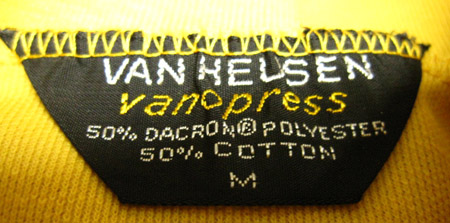 VAN HEUSEN
vanopress
50% DACRON® POLYESTER
50% COTTON
M